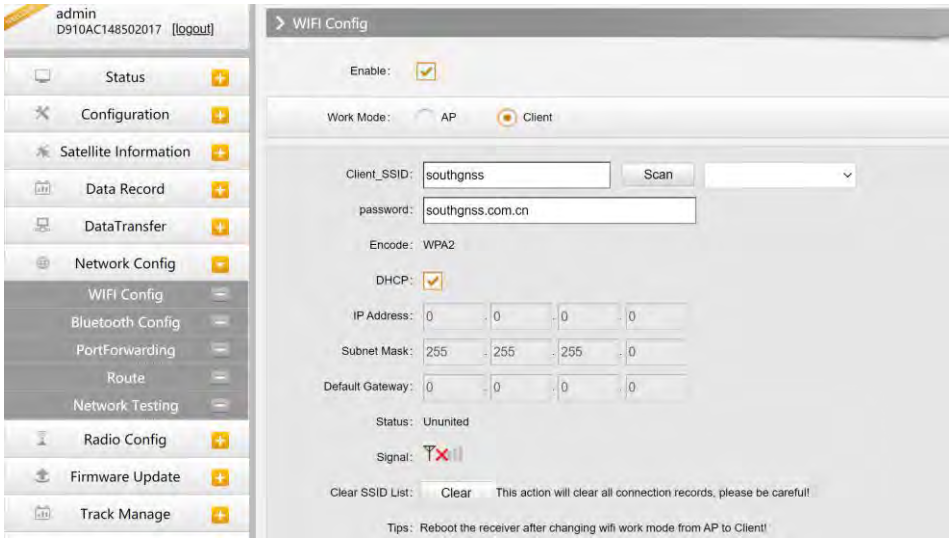 admin
D910AC148502017 [logout]
Status
Configuration
Satellite Information
Data Record
DataTransfer
Network Config
WIFI Config
Bluetooth Config
PortForwarding
Route
Network Testing
Radio Config
Firmware Update
Track Manage
WIFI Config
Enable:
Work Mode: AP Client
Client_SSID: southgnss Scan
password: southgnss.com.cn
Encode: WPA2
DHCP:
IP Address: 0 . 0 . 0 . 0
Subnet Mask: 255 . 255 . 255 . 0
Default Gateway: 0 . 0 . 0 . 0
Status: Ununited
Signal:
Clear SSID List: Clear This action will clear all connection records, please be careful!
Tips: Reboot the receiver after changing wifi work mode from AP to Client!